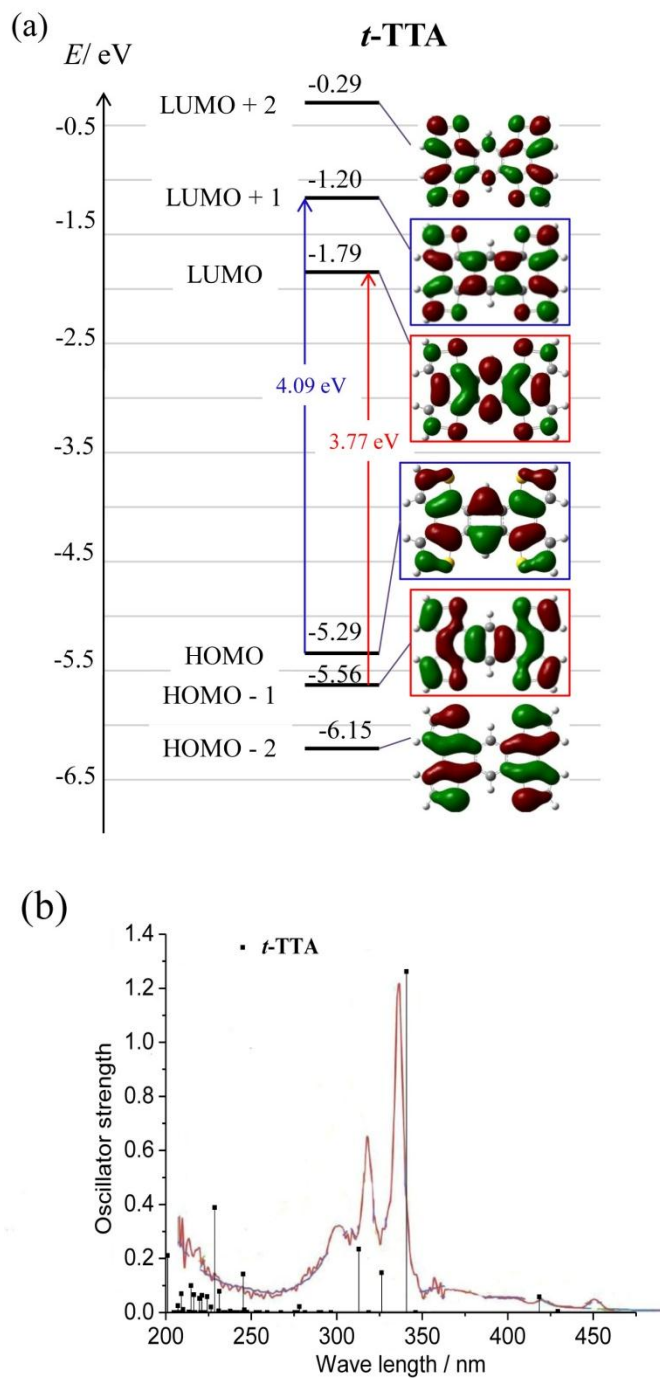 (a)
t-TTA
E/ eV
-0.29
LUMO + 2
-0.5
-1.20
LUMO + 1
-1.5
-1.79
LUMO
-2.5
4.09 eV
-3.5
3.77 eV
-4.5
-5.29
HOMO
-5.5
-5.56
HOMO - 1
-6.15
HOMO - 2
-6.5
(b)
1.4
t-TTA
1.2
1.0
0.8
0.6
0.4
0.2
0.0
Oscillator strength
200 250 300 350 400 450
Wave length / nm